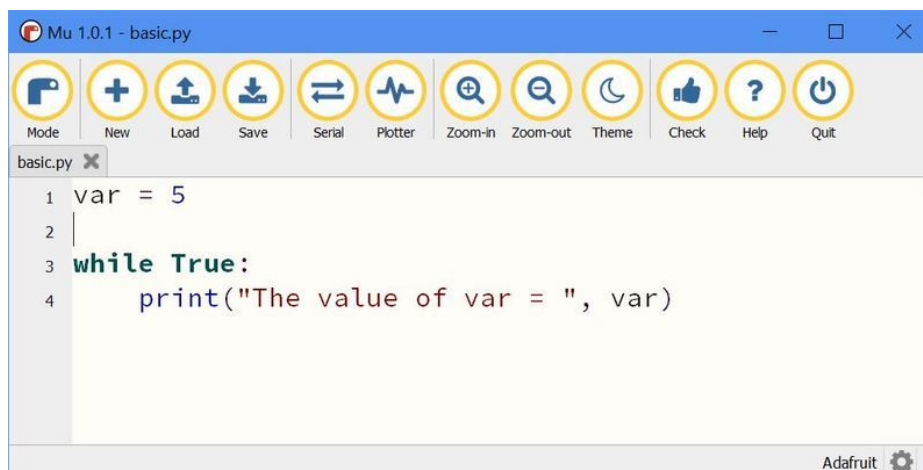 Mu 1.0.1 - basic.py
Mode New Load Save Serial Plotter Zoom-in Zoom-out Theme Check Help Quit
basic.py
1 var = 5
2
3 while True:
4     print("The value of var = ", var)
Adafruit